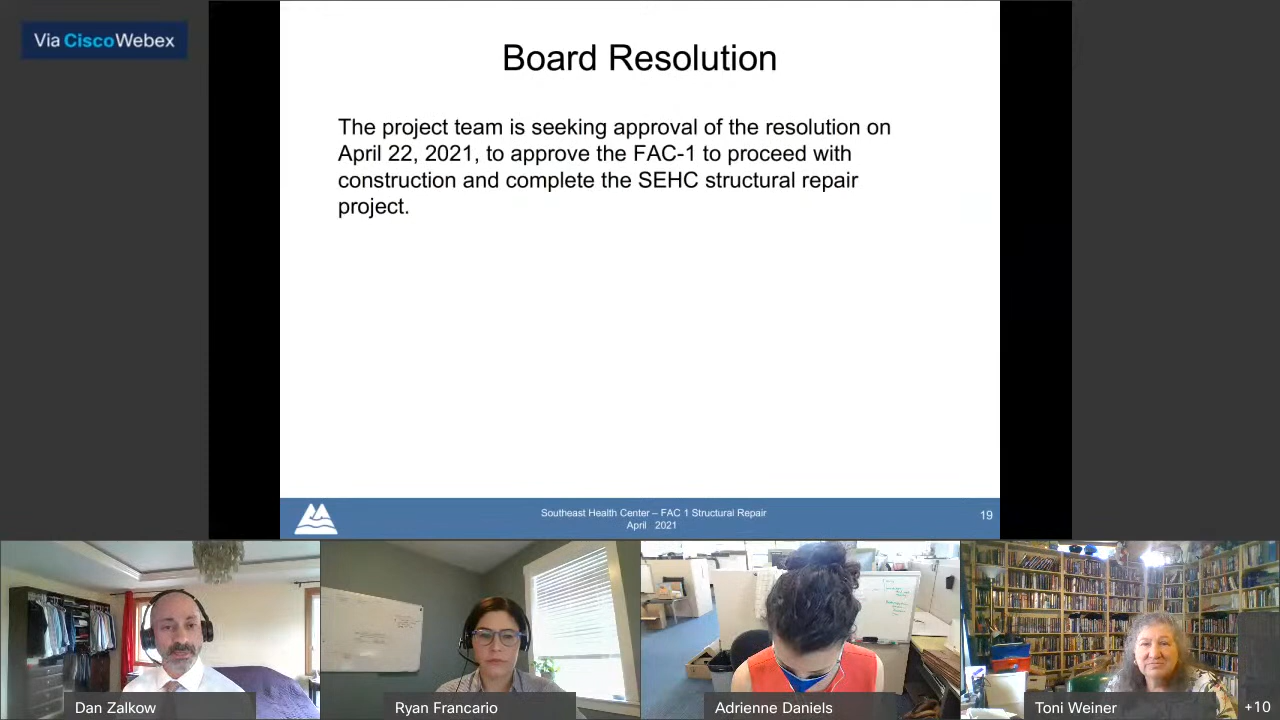 Via Cisco Webex
Board Resolution
The project team is seeking approval of the resolution on
April 22, 2021, to approve the FAC-1 to proceed with
construction and complete the SEHC structural repair
project.
Southeast Health Center – FAC 1 Structural Repair
April 2021
19
Dan Zalkow
Ryan Francario
Adrienne Daniels
Toni Weiner
+10